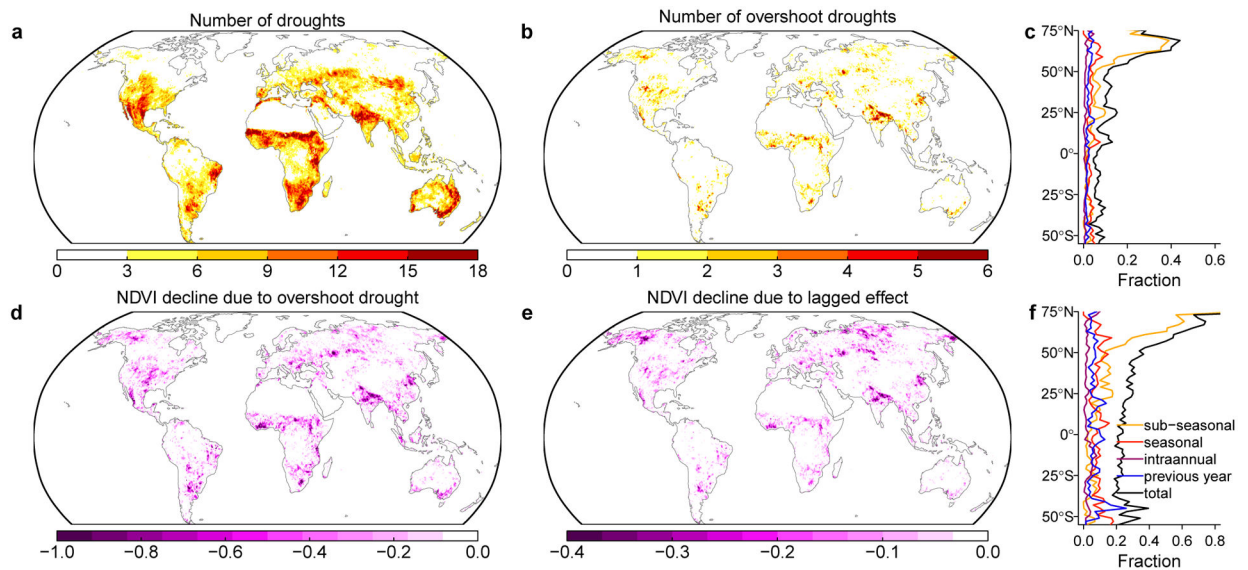 Number of droughts
Number of overshoot droughts
a
b
c
75°N
50°N
25°N
0°
25°S
50°S
0 3 6 9 12 15 18
0 1 2 3 4 5 6
0.0 0.2 0.4 0.6
Fraction
NDVI decline due to overshoot drought
NDVI decline due to lagged effect
d
e
f
75°N
50°N
25°N
0°
25°S
50°S
sub−seasonal
seasonal
intraannual
previous year
total
−1.0 −0.8 −0.6 −0.4 −0.2 0.0
−0.4 −0.3 −0.2 −0.1 0.0
0.0 0.2 0.4 0.6 0.8
Fraction